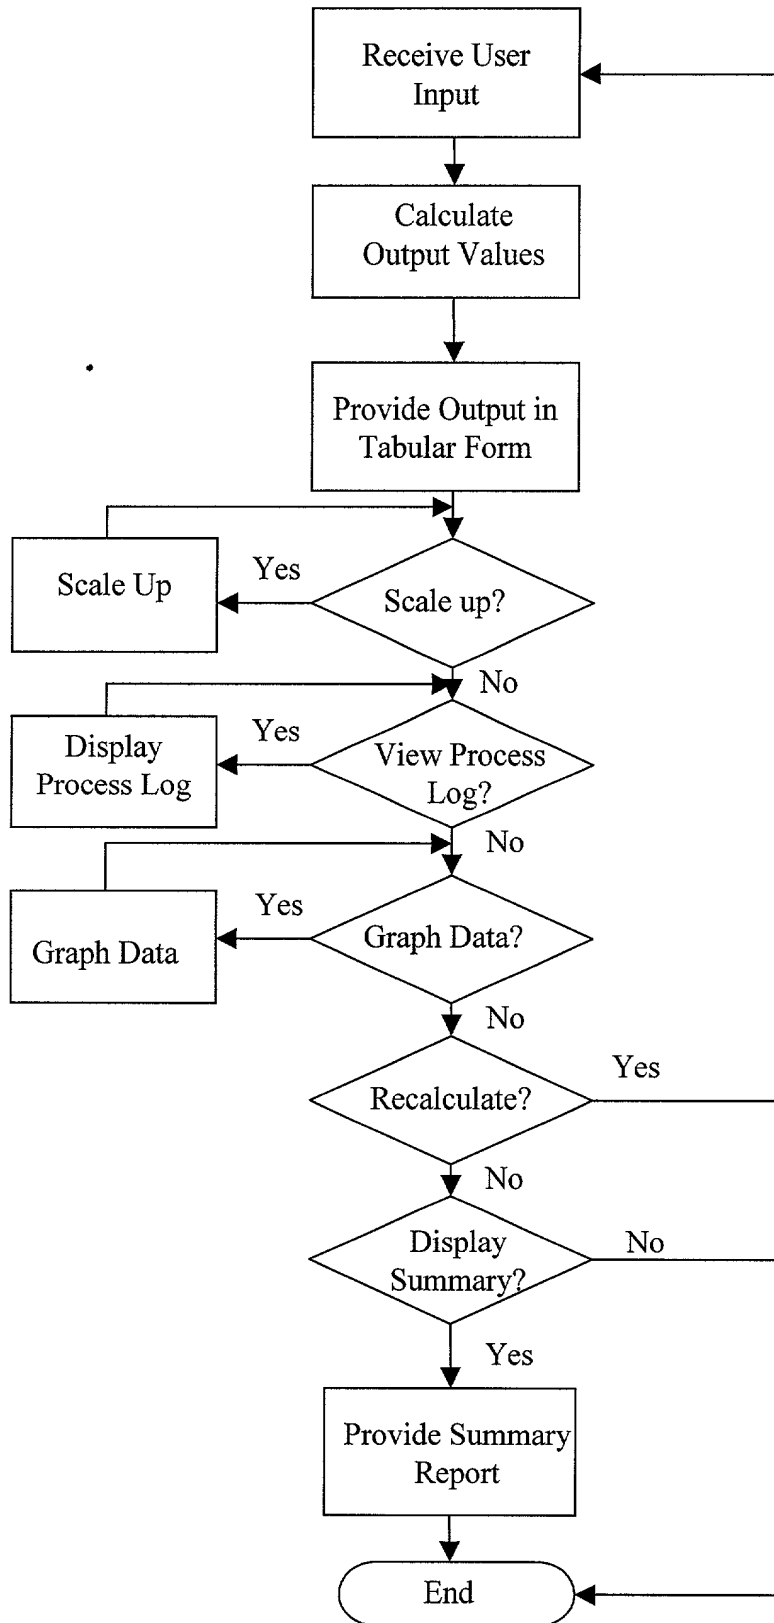 Receive User
Input
Calculate
Output Values
Provide Output in
Tabular Form
Scale Up
Yes
Scale up?
No
Display
Process Log
Yes
View Process
Log?
No
Graph Data
Yes
Graph Data?
No
Recalculate?
Yes
No
Display
Summary?
No
Yes
Provide Summary
Report
End